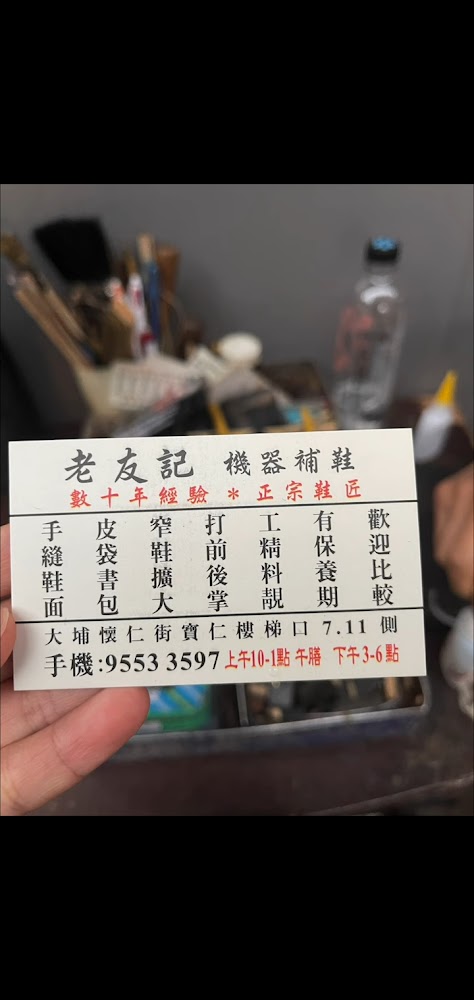 老友記 機器補鞋
數十年經驗 * 正宗鞋匠
歡迎比較
有保養期
工精料靚
打前後掌
窄鞋擴大
皮袋書包
手縫鞋面
大埔懷仁街寶仁樓梯口 7.11 側
手機:9553 3597 上午10-1點 午膳 下午3-6點